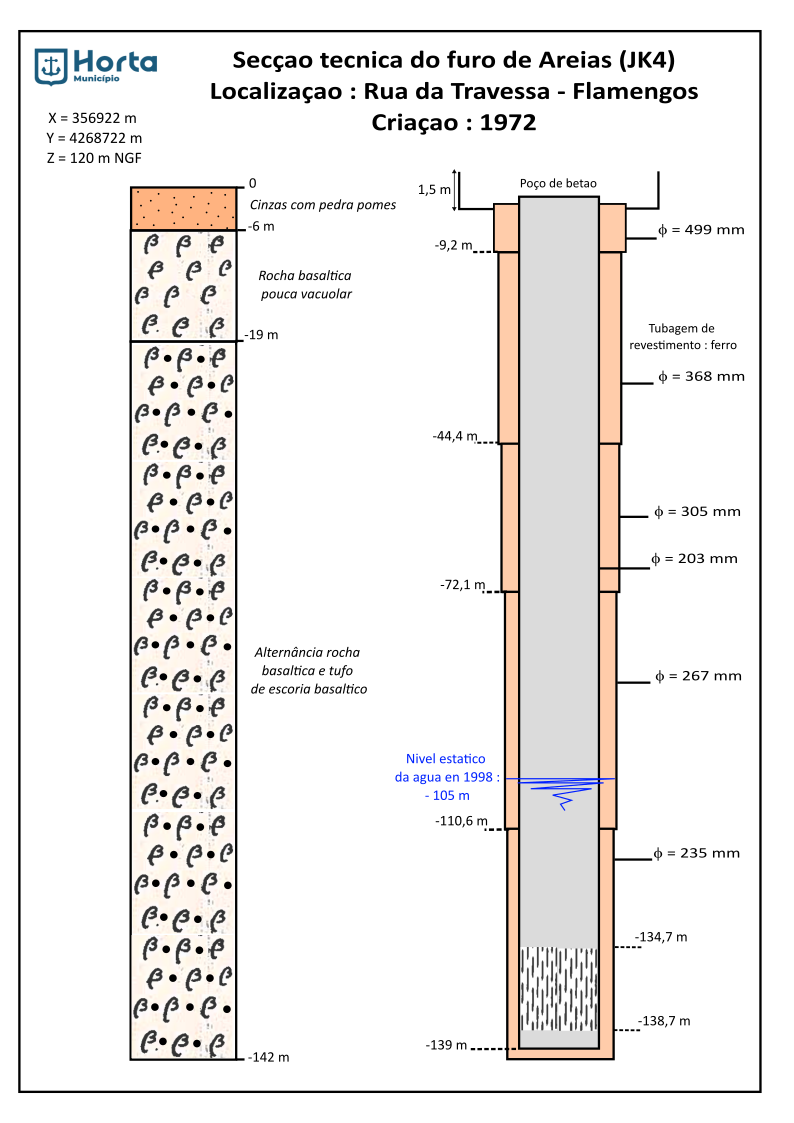 Horta
Município
Secçao tecnica do furo de Areias (JK4)
Localizaçao : Rua da Travessa - Flamengos
Criaçao : 1972
X = 356922 m
Y = 4268722 m
Z = 120 m NGF
0
Cinzas com pedra pomes
-6 m
Rocha basaltica
pouca vacuolar
-19 m
Alternância rocha
basaltica e tufo
de escoria basaltico
-142 m
1,5 m
Poço de betao
ϕ = 499 mm
-9,2 m
Tubagem de
revestimento : ferro
ϕ = 368 mm
-44,4 m
ϕ = 305 mm
ϕ = 203 mm
-72,1 m
ϕ = 267 mm
Nivel estatico
da agua en 1998 :
- 105 m
-110,6 m
ϕ = 235 mm
-134,7 m
-138,7 m
-139 m